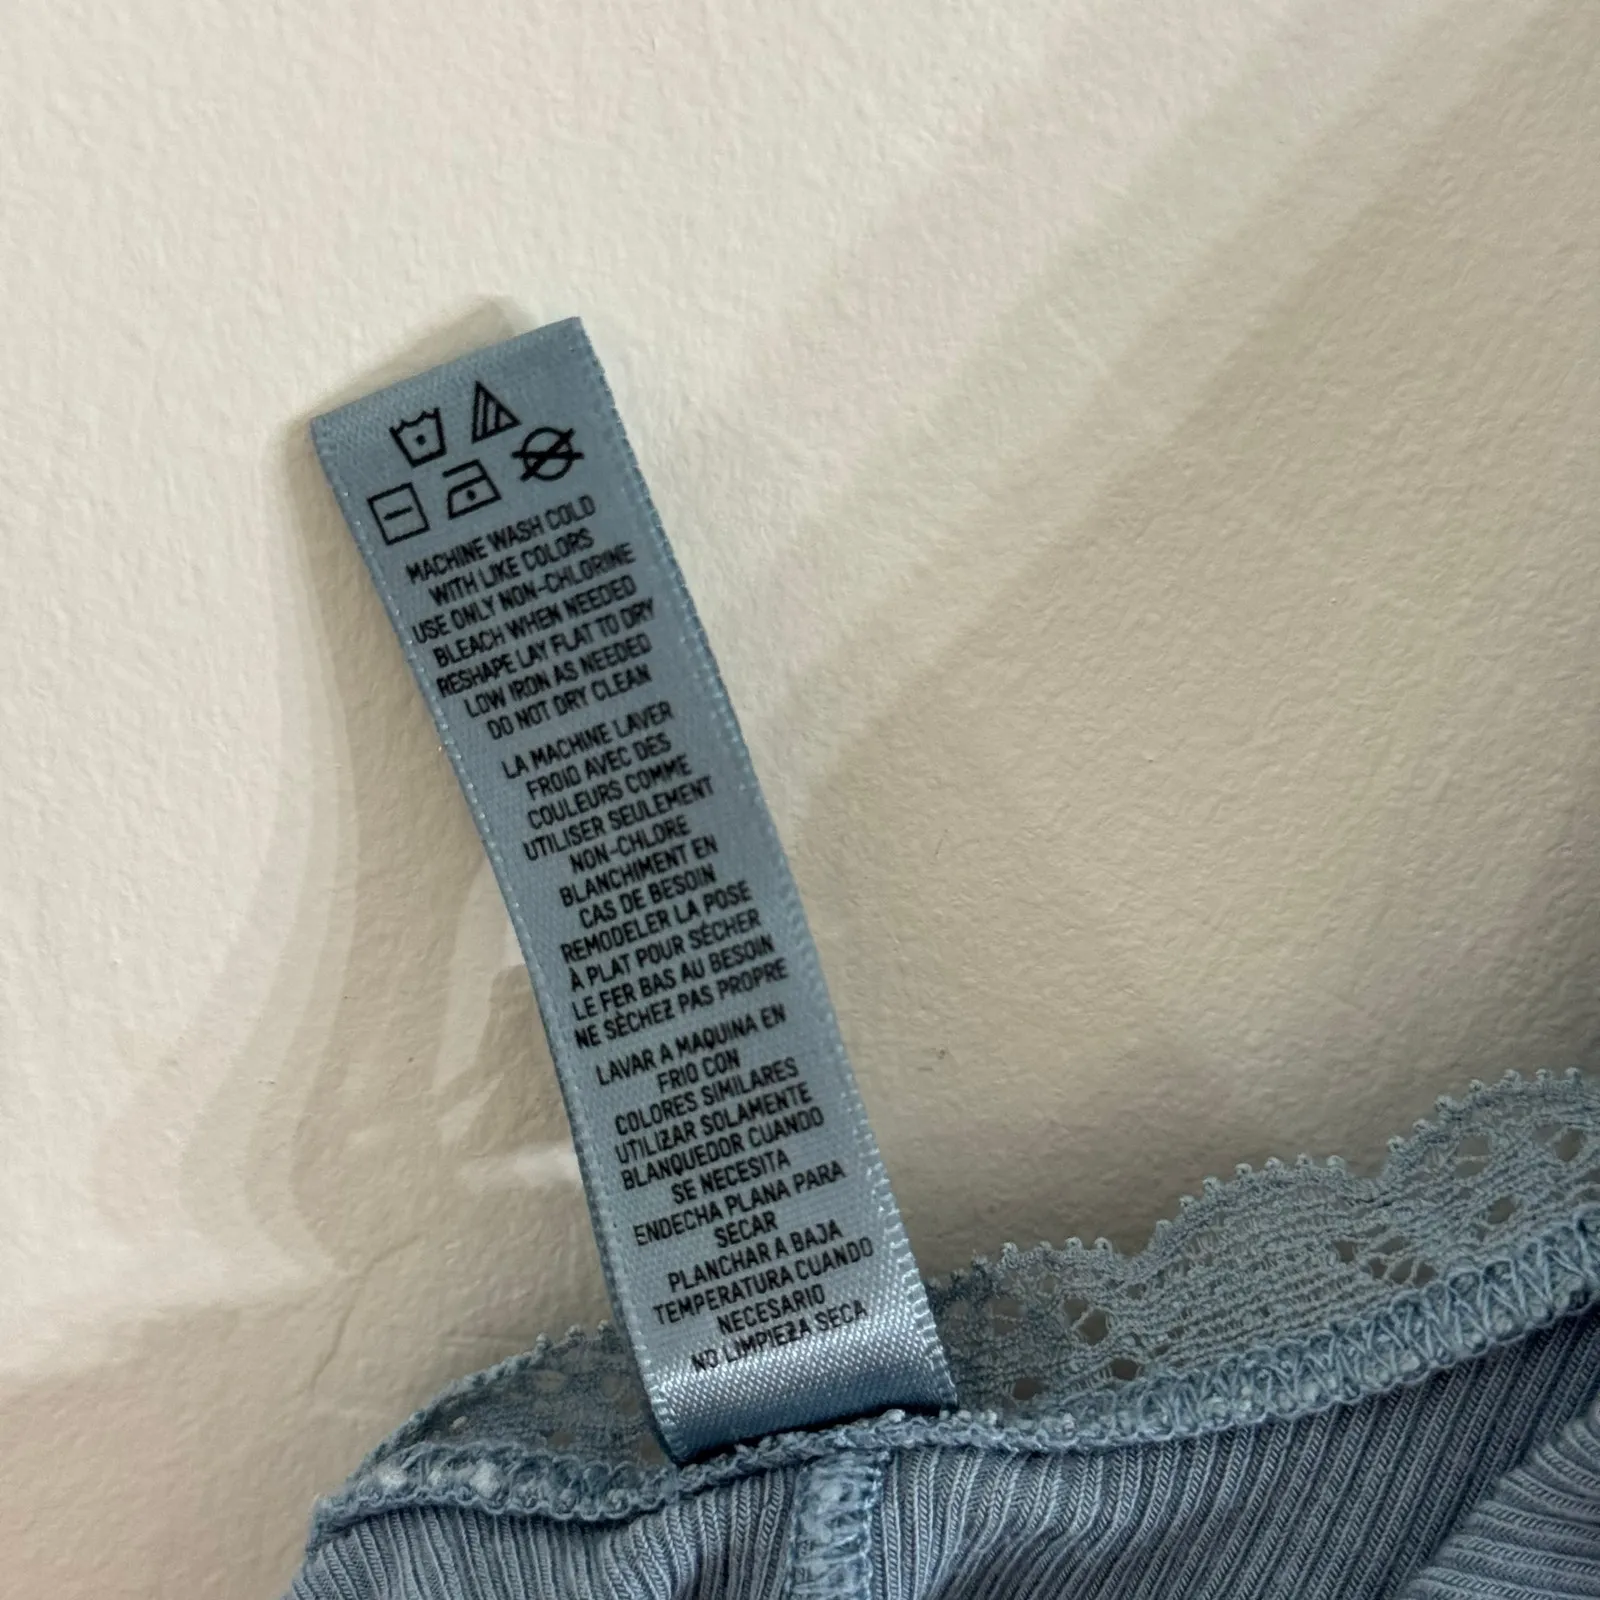 MACHINE WASH COLD
WITH LIKE COLORS
USE ONLY NON-CHLORINE
BLEACH WHEN NEEDED
RESHAPE LAY FLAT TO DRY
LOW IRON AS NEEDED
DO NOT DRY CLEAN
LA MACHINE LAVER
FROID AVEC DES
COULEURS COMME
UTILISER SEULEMENT
NON-CHLORE
BLANCHIMENT EN
CAS DE BESOIN
REMODELER LA POSE
À PLAT POUR SÉCHER
LE FER BAS AU BESOIN
NE SÈCHEZ PAS PROPRE
LAVAR A MAQUINA EN
FRIO CON
COLORES SIMILARES
UTILIZAR SOLAMENTE
BLANQUEDOR CUANDO
SE NECESITA
ENDECHA PLANA PARA
SECAR
PLANCHAR A BAJA
TEMPERATURA CUANDO
NECESARIO
NO LIMPIEZA SECA